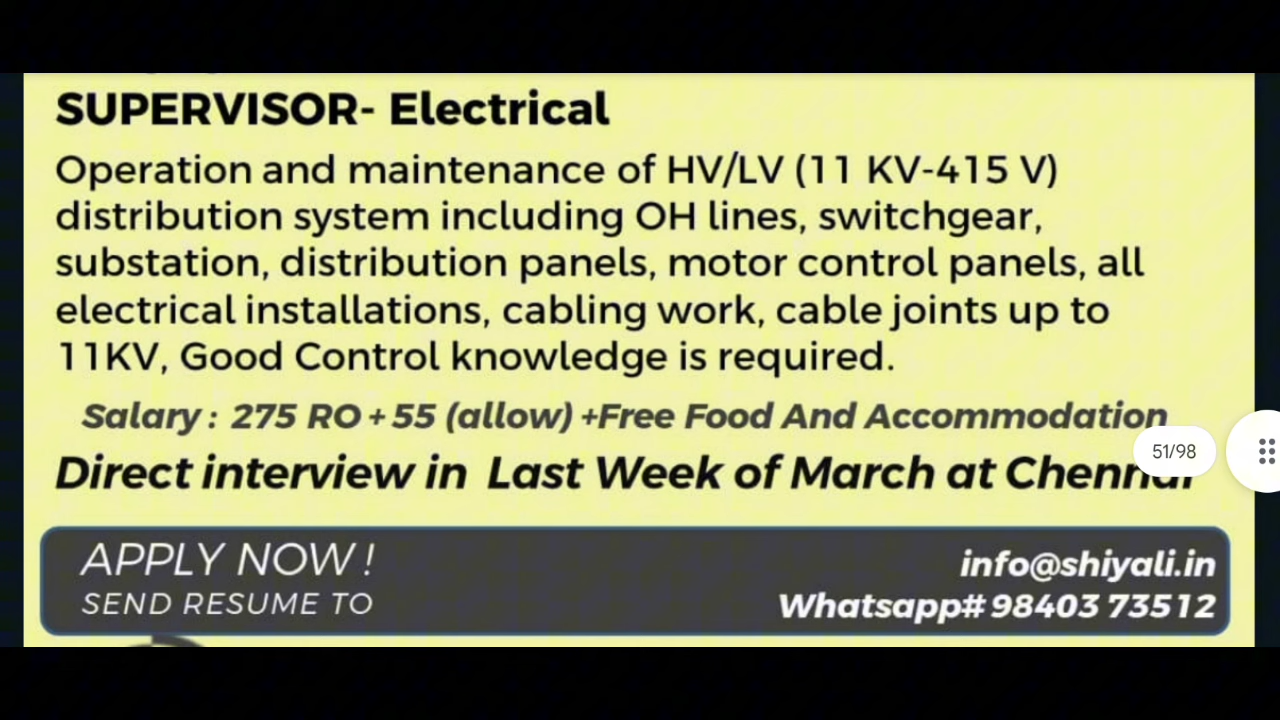 SUPERVISOR- Electrical
Operation and maintenance of HV/LV (11 KV-415 V)
distribution system including OH lines, switchgear,
substation, distribution panels, motor control panels, all
electrical installations, cabling work, cable joints up to
11KV, Good Control knowledge is required.
Salary : 275 RO + 55 (allow) +Free Food And Accommodation
51/98
Direct interview in Last Week of March at Chennai
APPLY NOW !
SEND RESUME TO
info@shiyali.in
Whatsapp# 98403 73512